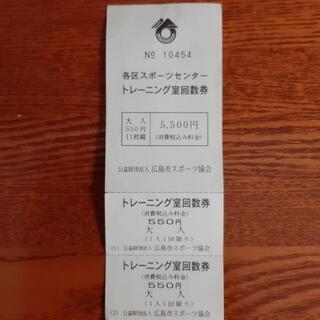 No 10454
各区スポーツセンター
トレーニング室回数券
大人
550円
11枚綴
5,500円
(消費税込み料金)
公益財団法人 広島市スポーツ協会
トレーニング室回数券
(消費税込み料金)
550円
大人
(1人1回限り)
(1) 公益財団法人 広島市スポーツ協会
トレーニング室回数券
(消費税込み料金)
550円
大人
(1人1回限り)
(2) 公益財団法人 広島市スポーツ協会